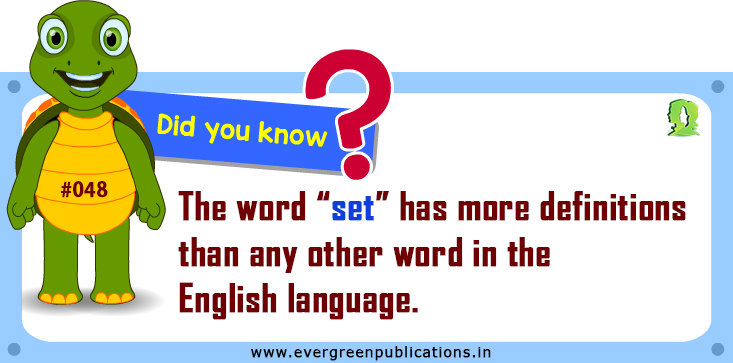 Did you know ?
#048
The word “set” has more definitions
than any other word in the
English language.
www.evergreenpublications.in